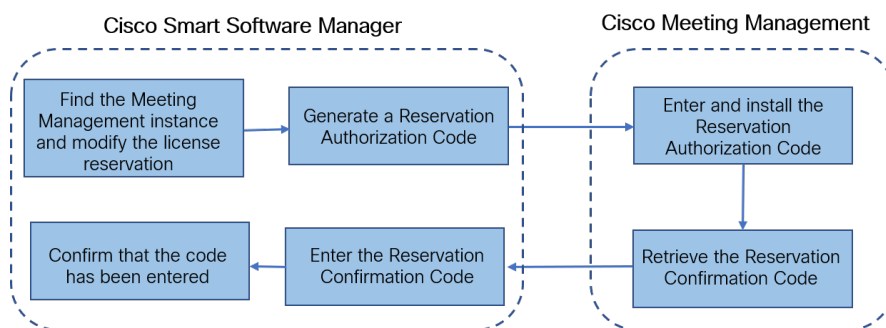 Cisco Smart Software Manager
Cisco Meeting Management
Find the Meeting
Management instance
and modify the license
reservation
Generate a Reservation
Authorization Code
Enter and install the
Reservation
Authorization Code
Retrieve the Reservation
Confirmation Code
Enter the Reservation
Confirmation Code
Confirm that the code
has been entered